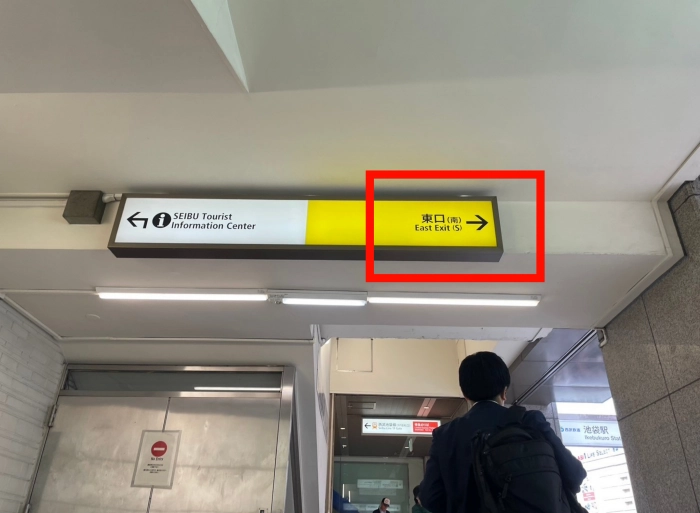 SEIBU Tourist
Information Center
東口(南)
East Exit (S)
池袋駅